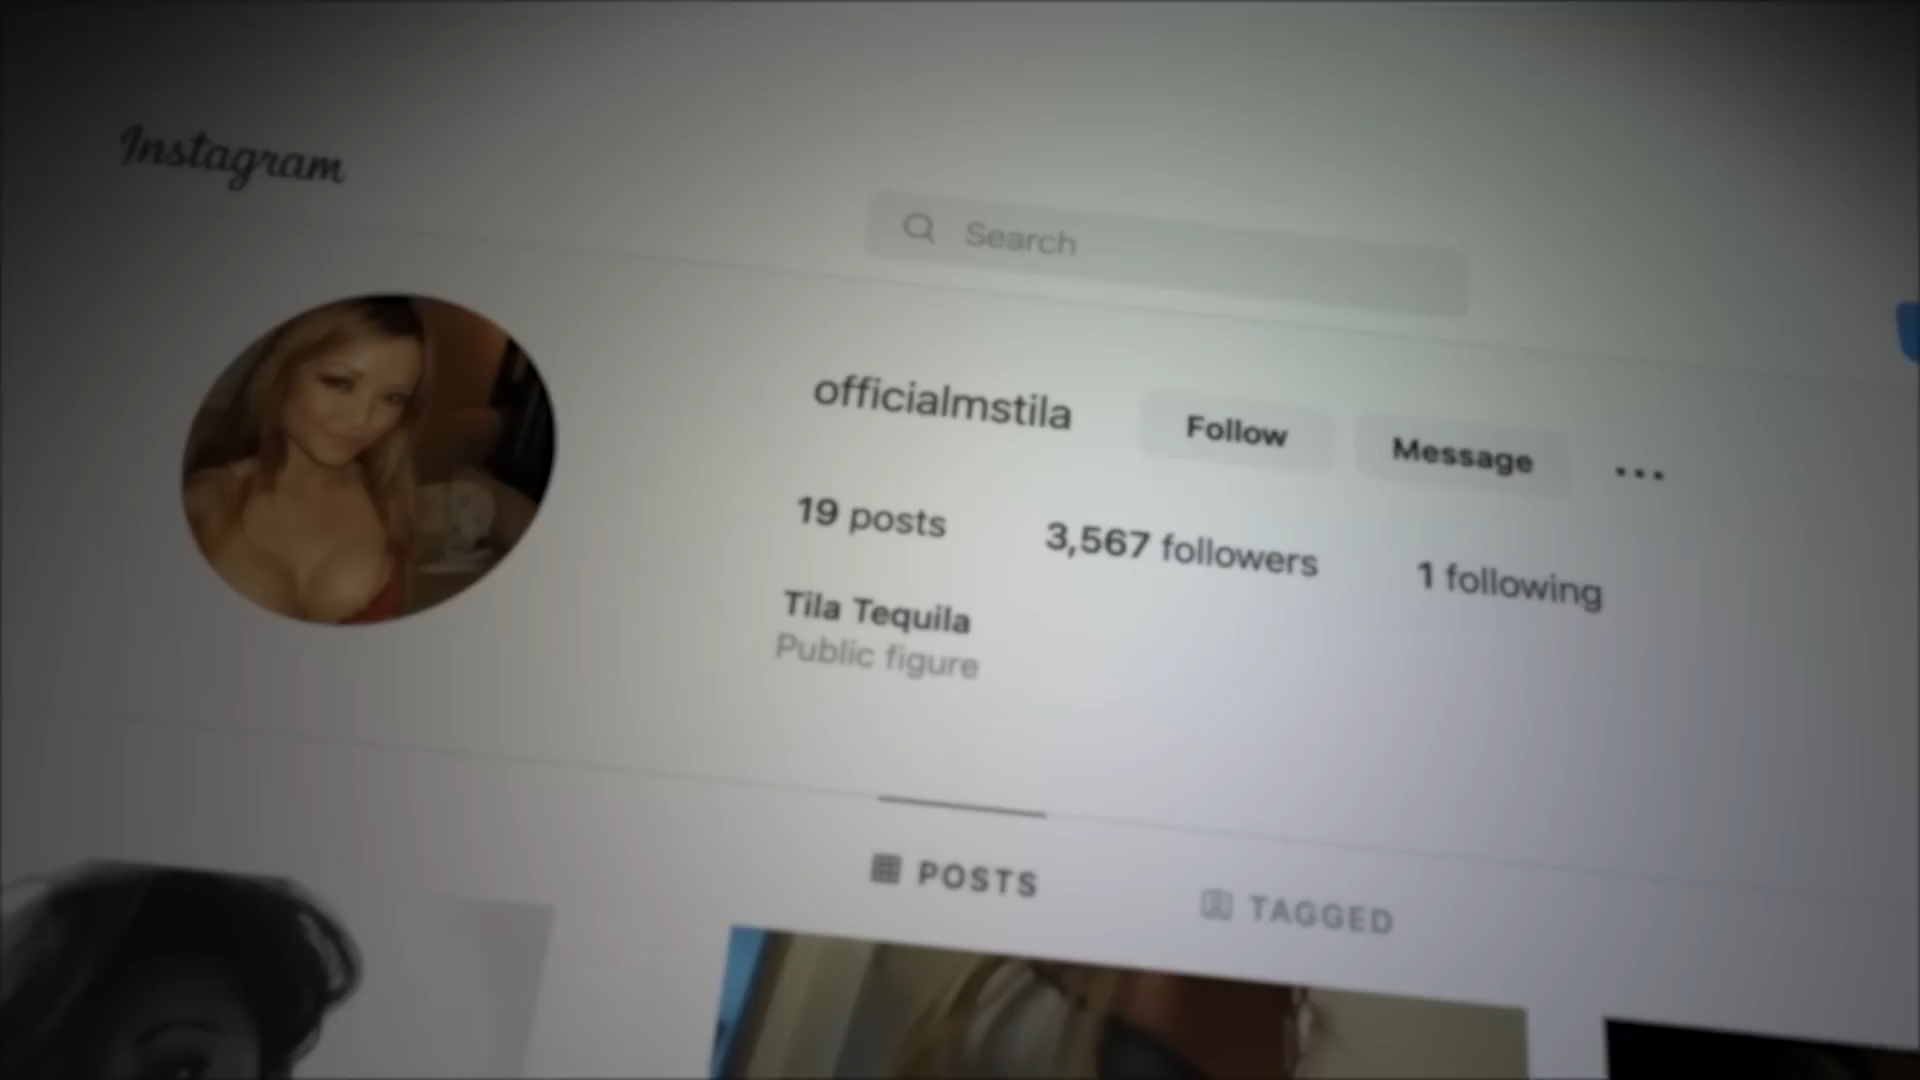 Instagram
Search
officialmstila Follow Message
19 posts 3,567 followers 1 following
Tila Tequila
Public figure
POSTS TAGGED